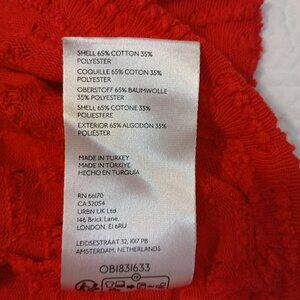 SHELL 65% COTTON 35%
POLYESTER
COQUILLE 65% COTON 35%
POLYESTER
OBERSTOFF 65% BAUMWOLLE
35% POLYESTER
SHELL 65% COTONE 35%
POLIESTERE
EXTERIOR 65% ALGODÓN 35%
POLIÉSTER
MADE IN TURKEY
MADE IN TÜRKIYE
HECHO EN TURQUÍA
RN 66170
CA 32054
URBN UK Ltd.
146 Brick Lane,
LONDON, E1 6RU
LEIDSESTRAAT 32, 1017 PB
AMSTERDAM, NETHERLANDS
OB1831633